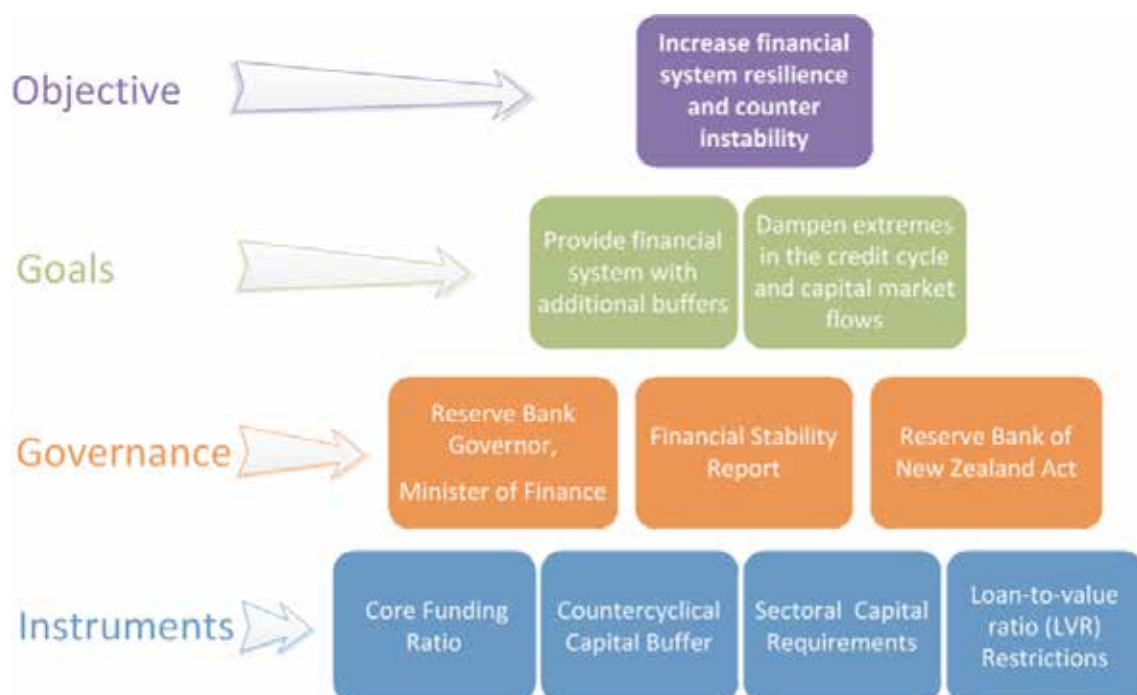 Objective
Increase financial
system resilience
and counter
instability
Goals
Provide financial
system with
additional buffers
Dampen extremes
in the credit cycle
and capital market
flows
Governance
Reserve Bank
Governor,
Minister of Finance
Financial Stability
Report
Reserve Bank of
New Zealand Act
Instruments
Core Funding
Ratio
Countercyclical
Capital Buffer
Sectoral Capital
Requirements
Loan-to-value
ratio (LVR)
Restrictions